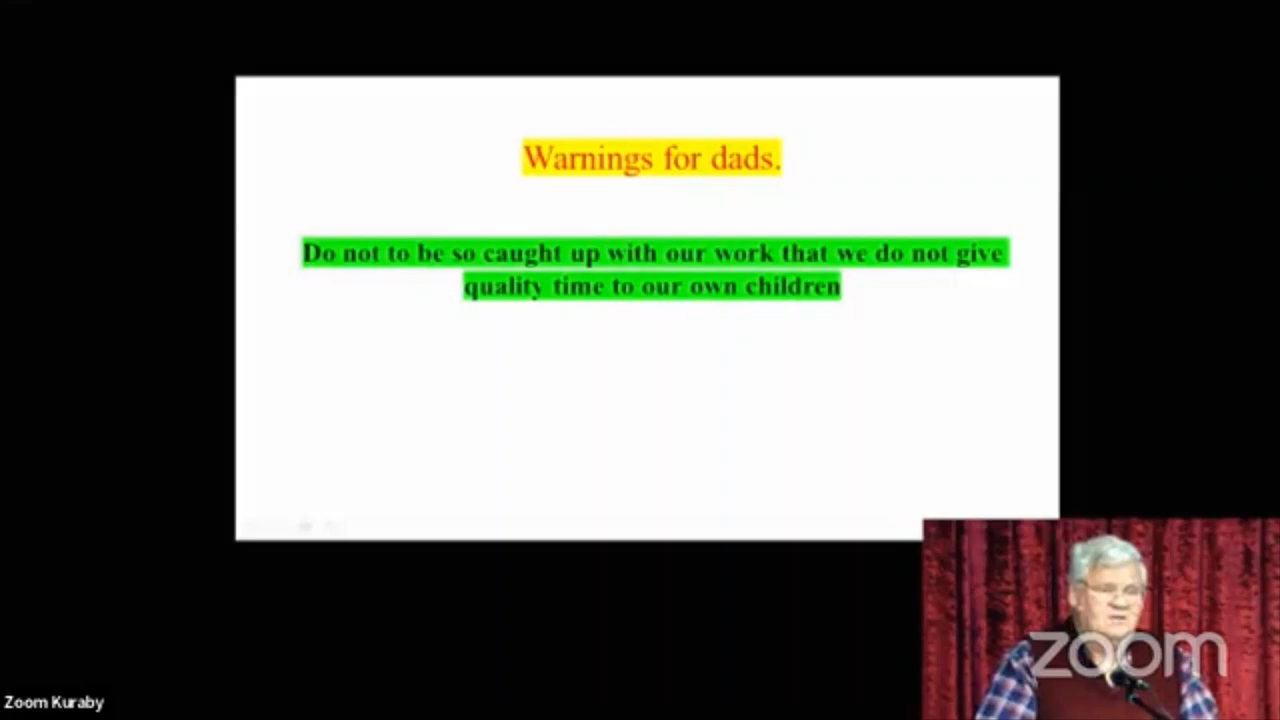 Warnings for dads.
Do not to be so caught up with our work that we do not give
quality time to our own children
zoom
Zoom Kuraby